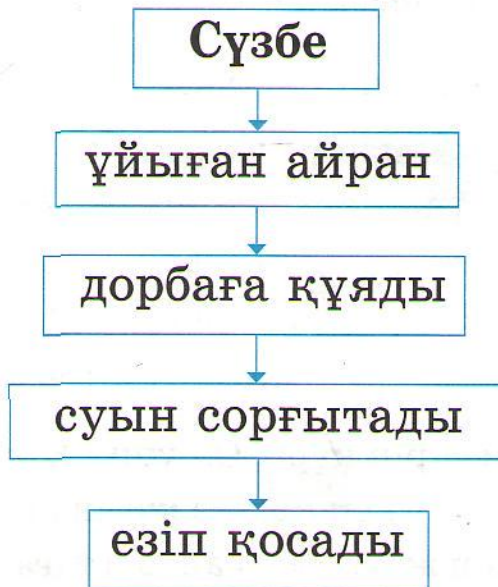 Сүзбе
ұйыған айран
дорбаға құяды
суын сорғытады
езіп қосады